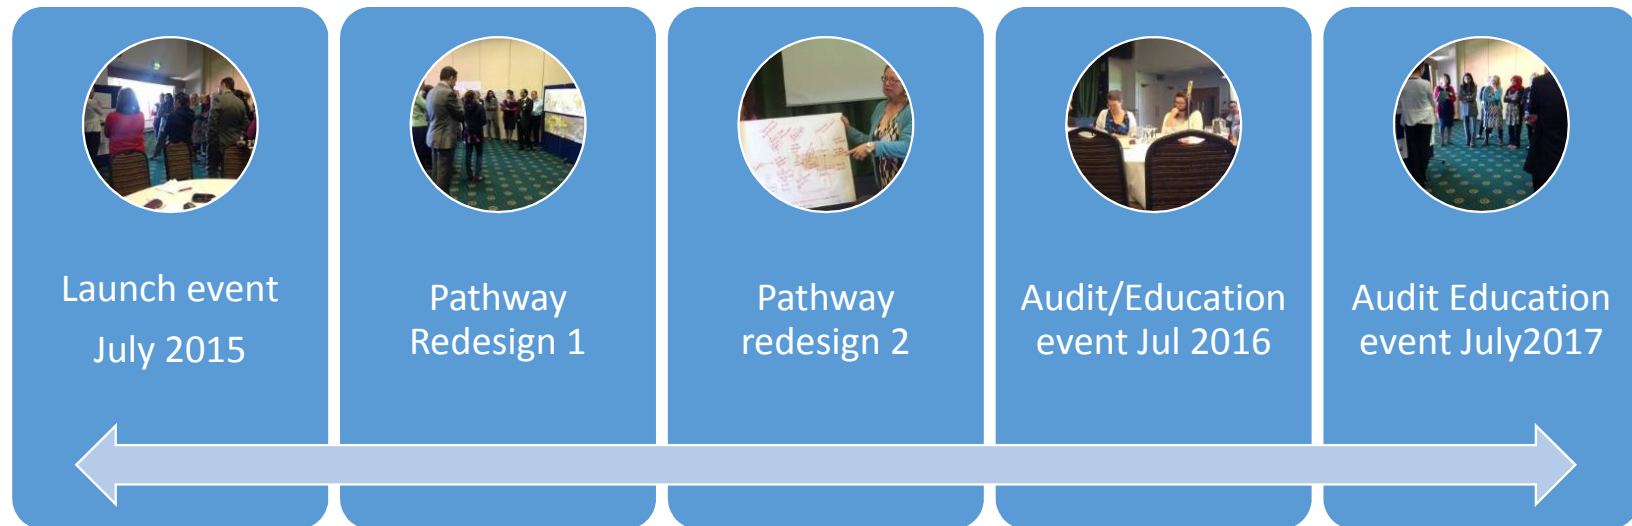 Launch event
July 2015
Pathway
Redesign 1
Pathway
redesign 2
Audit/Education
event Jul 2016
Audit Education
event July2017